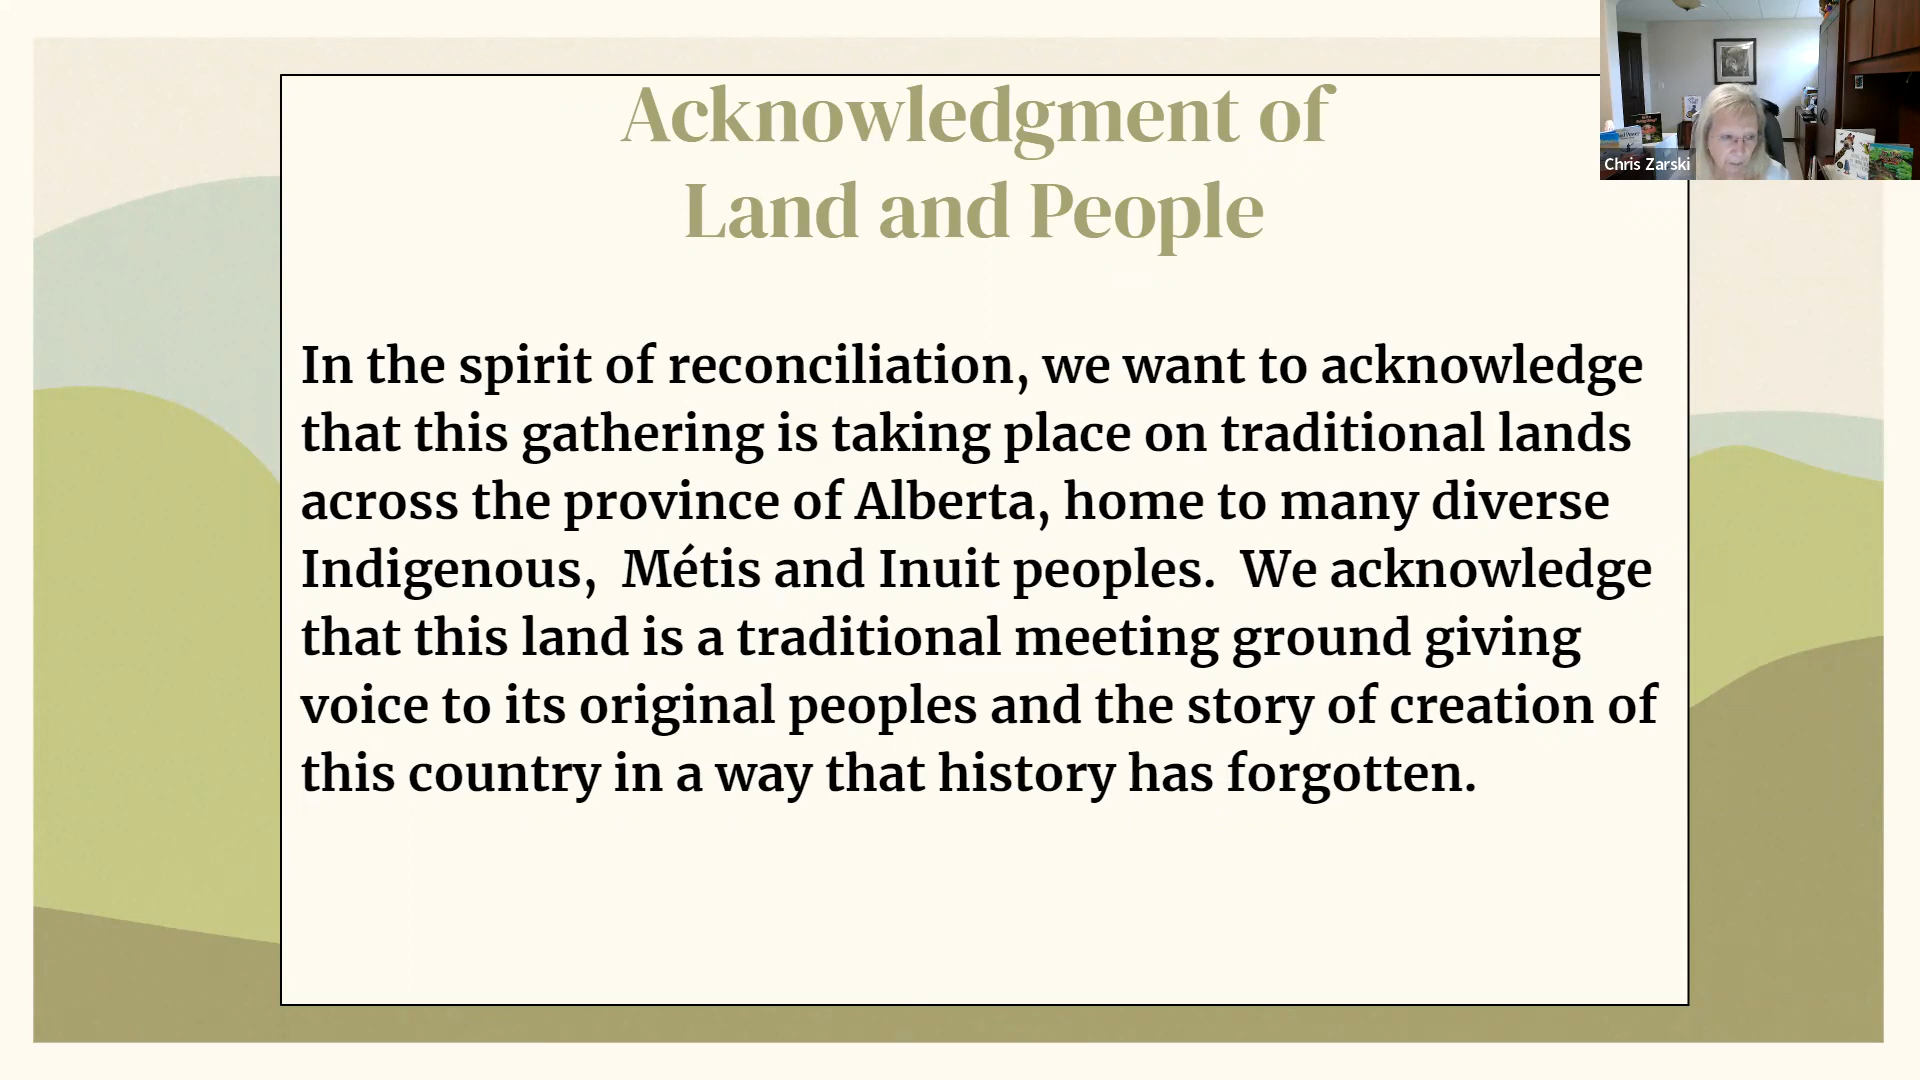 Acknowledgment of
Land and People
In the spirit of reconciliation, we want to acknowledge
that this gathering is taking place on traditional lands
across the province of Alberta, home to many diverse
Indigenous,  Métis and Inuit peoples.  We acknowledge
that this land is a traditional meeting ground giving
voice to its original peoples and the story of creation of
this country in a way that history has forgotten.
Chris Zarski